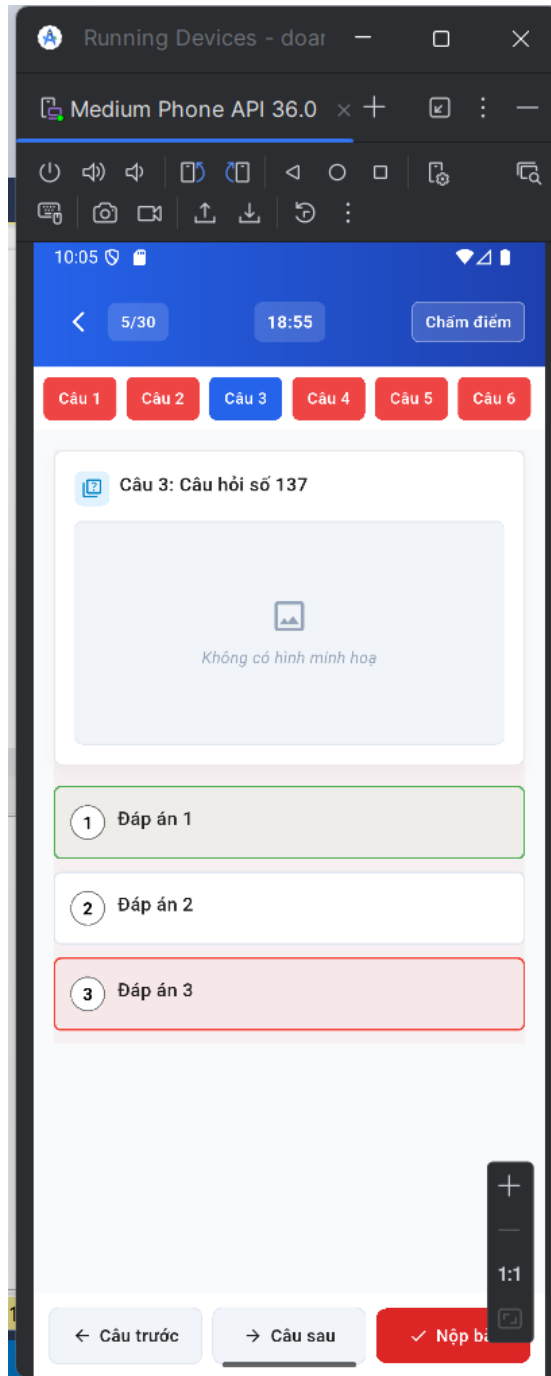 Running Devices - doar
Medium Phone API 36.0
10:05
5/30
18:55
Chấm điểm
Câu 1
Câu 2
Câu 3
Câu 4
Câu 5
Câu 6
Câu 3: Câu hỏi số 137
Không có hình minh hoạ
1 Đáp án 1
2 Đáp án 2
3 Đáp án 3
1:1
Câu trước
Câu sau
Nộp